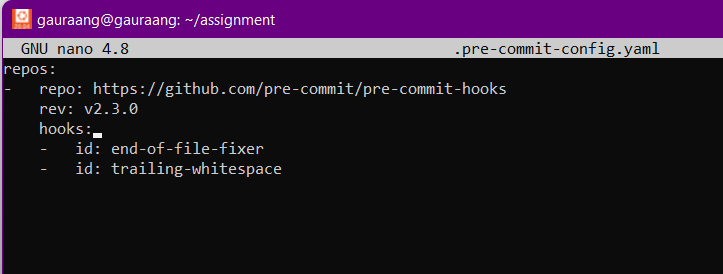 gauraang@gauraang: ~/assignment
GNU nano 4.8 .pre-commit-config.yaml
repos:
-   repo: https://github.com/pre-commit/pre-commit-hooks
    rev: v2.3.0
    hooks:
    -   id: end-of-file-fixer
    -   id: trailing-whitespace